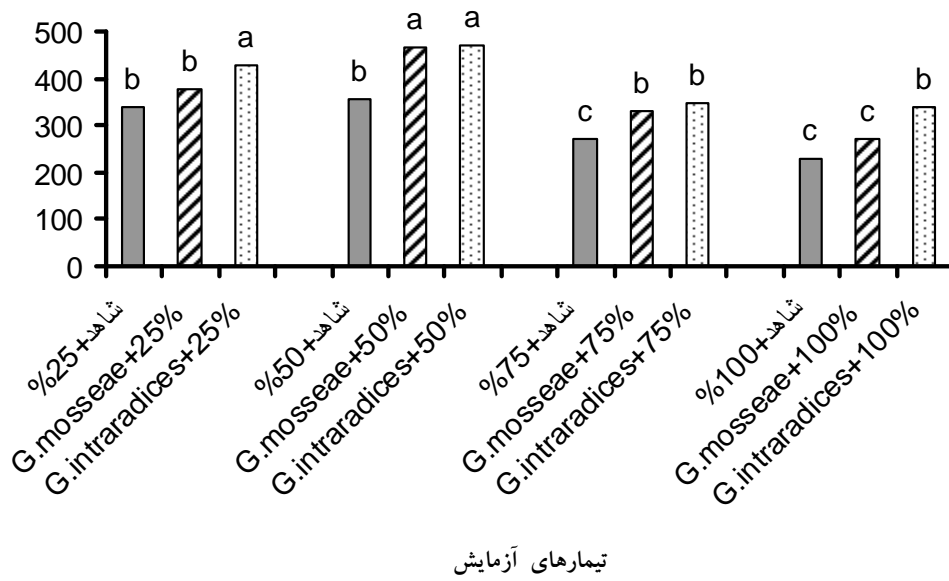 500
400
300
200
100
0
b
b
a
b
a
a
c
b
b
c
c
b
شاهد+25%
G.mosseae+25%
G.intraradices+25%
شاهد+50%
G.mosseae+50%
G.intraradices+50%
شاهد+75%
G.mosseae+75%
G.intraradices+75%
شاهد+100%
G.mosseae+100%
G.intraradices+100%
تیمارهای آزمایش